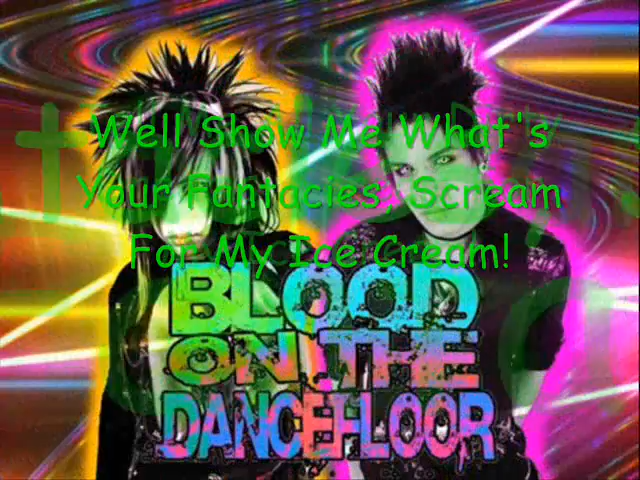 Well Show Me What's
Your Fantacies, Scream
For My Ice Cream!
BLOOD
ON THE
DANCEFLOOR